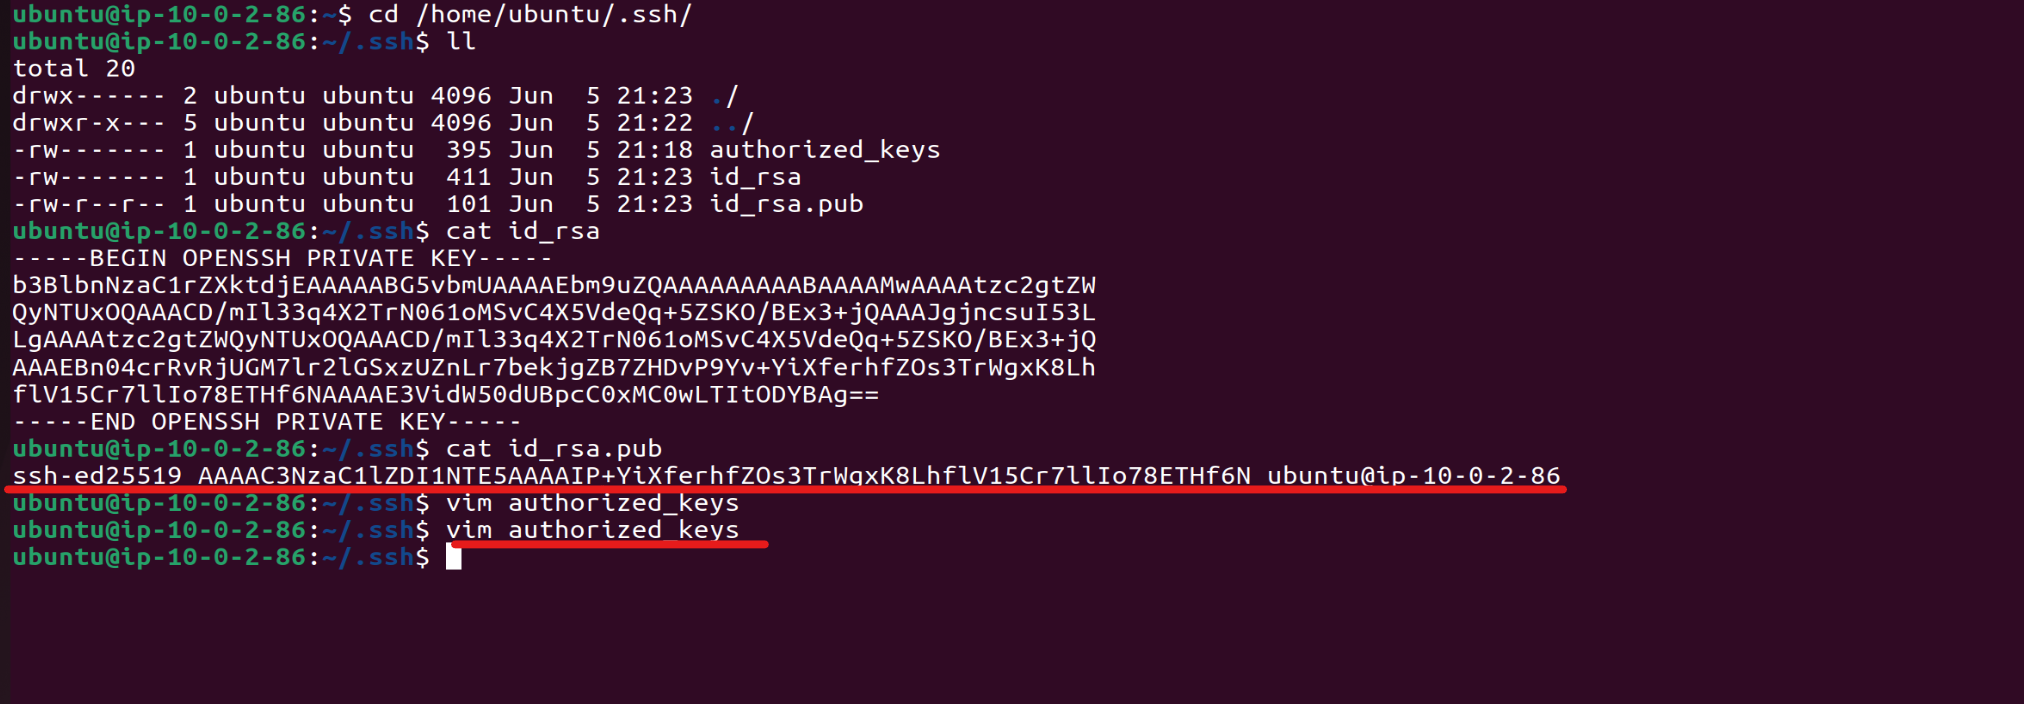 ubuntu@ip-10-0-2-86:~$ cd /home/ubuntu/.ssh/
ubuntu@ip-10-0-2-86:~/.ssh$ ll
total 20
drwx------ 2 ubuntu ubuntu 4096 Jun  5 21:23 ./
drwxr-x--- 5 ubuntu ubuntu 4096 Jun  5 21:22 ../
-rw------- 1 ubuntu ubuntu  395 Jun  5 21:18 authorized_keys
-rw------- 1 ubuntu ubuntu  411 Jun  5 21:23 id_rsa
-rw-r--r-- 1 ubuntu ubuntu  101 Jun  5 21:23 id_rsa.pub
ubuntu@ip-10-0-2-86:~/.ssh$ cat id_rsa
-----BEGIN OPENSSH PRIVATE KEY-----
b3BlbnNzaC1rZXktdjEAAAAABG5vbmUAAAAEbm9uZQAAAAAAAAABAAAAMwAAAAtzc2gtZW
QyNTUxOQAAACD/mIl33q4X2TrN061oMSvC4X5VdeQq+5ZSKO/BEx3+jQAAAJgjncsuI53L
LgAAAAtzc2gtZWQyNTUxOQAAACD/mIl33q4X2TrN061oMSvC4X5VdeQq+5ZSKO/BEx3+jQ
AAAEBn04crRvRjUGM7lr2lGSxzUZnLr7bekjgZB7ZHDvP9Yv+YiXferhfZOs3TrWgxK8Lh
flV15Cr7llIo78ETHf6NAAAAE3VidW50dUBpcC0xMC0wLTItODYBAg==
-----END OPENSSH PRIVATE KEY-----
ubuntu@ip-10-0-2-86:~/.ssh$ cat id_rsa.pub
ssh-ed25519 AAAAC3NzaC1lZDI1NTE5AAAAIP+YiXferhfZOs3TrWgxK8LhflV15Cr7llIo78ETHf6N ubuntu@ip-10-0-2-86
ubuntu@ip-10-0-2-86:~/.ssh$ vim authorized_keys
ubuntu@ip-10-0-2-86:~/.ssh$ vim authorized_keys
ubuntu@ip-10-0-2-86:~/.ssh$